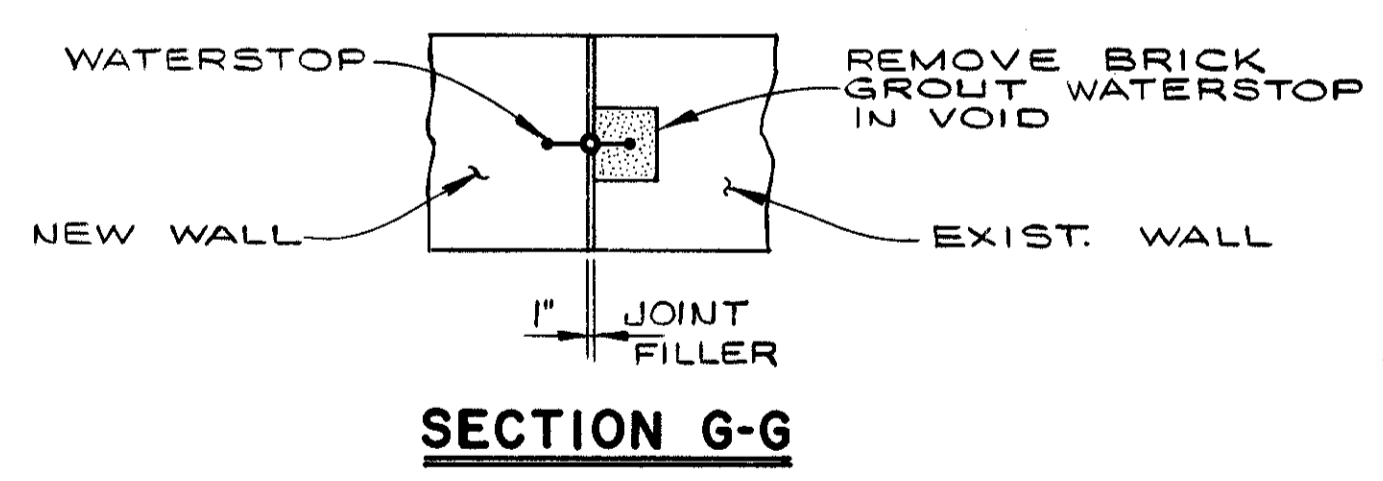 WATERSTOP
REMOVE BRICK
GROUT WATERSTOP
IN VOID
NEW WALL
EXIST. WALL
1" JOINT
FILLER
SECTION G-G